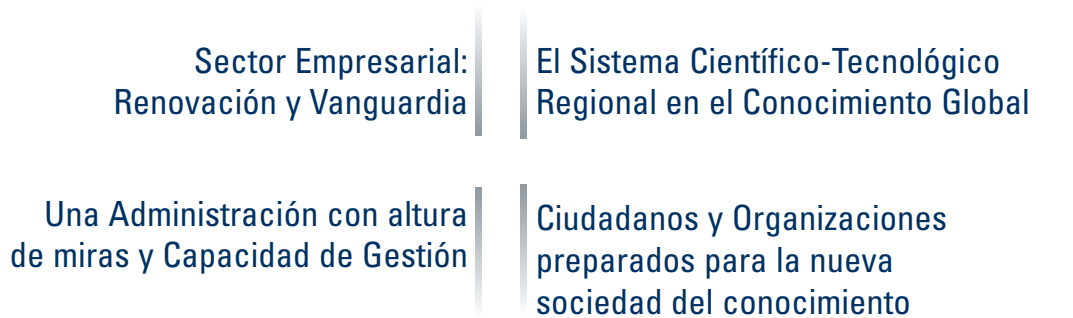 Sector Empresarial:
Renovación y Vanguardia
El Sistema Científico-Tecnológico
Regional en el Conocimiento Global
Una Administración con altura
de miras y Capacidad de Gestión
Ciudadanos y Organizaciones
preparados para la nueva
sociedad del conocimiento